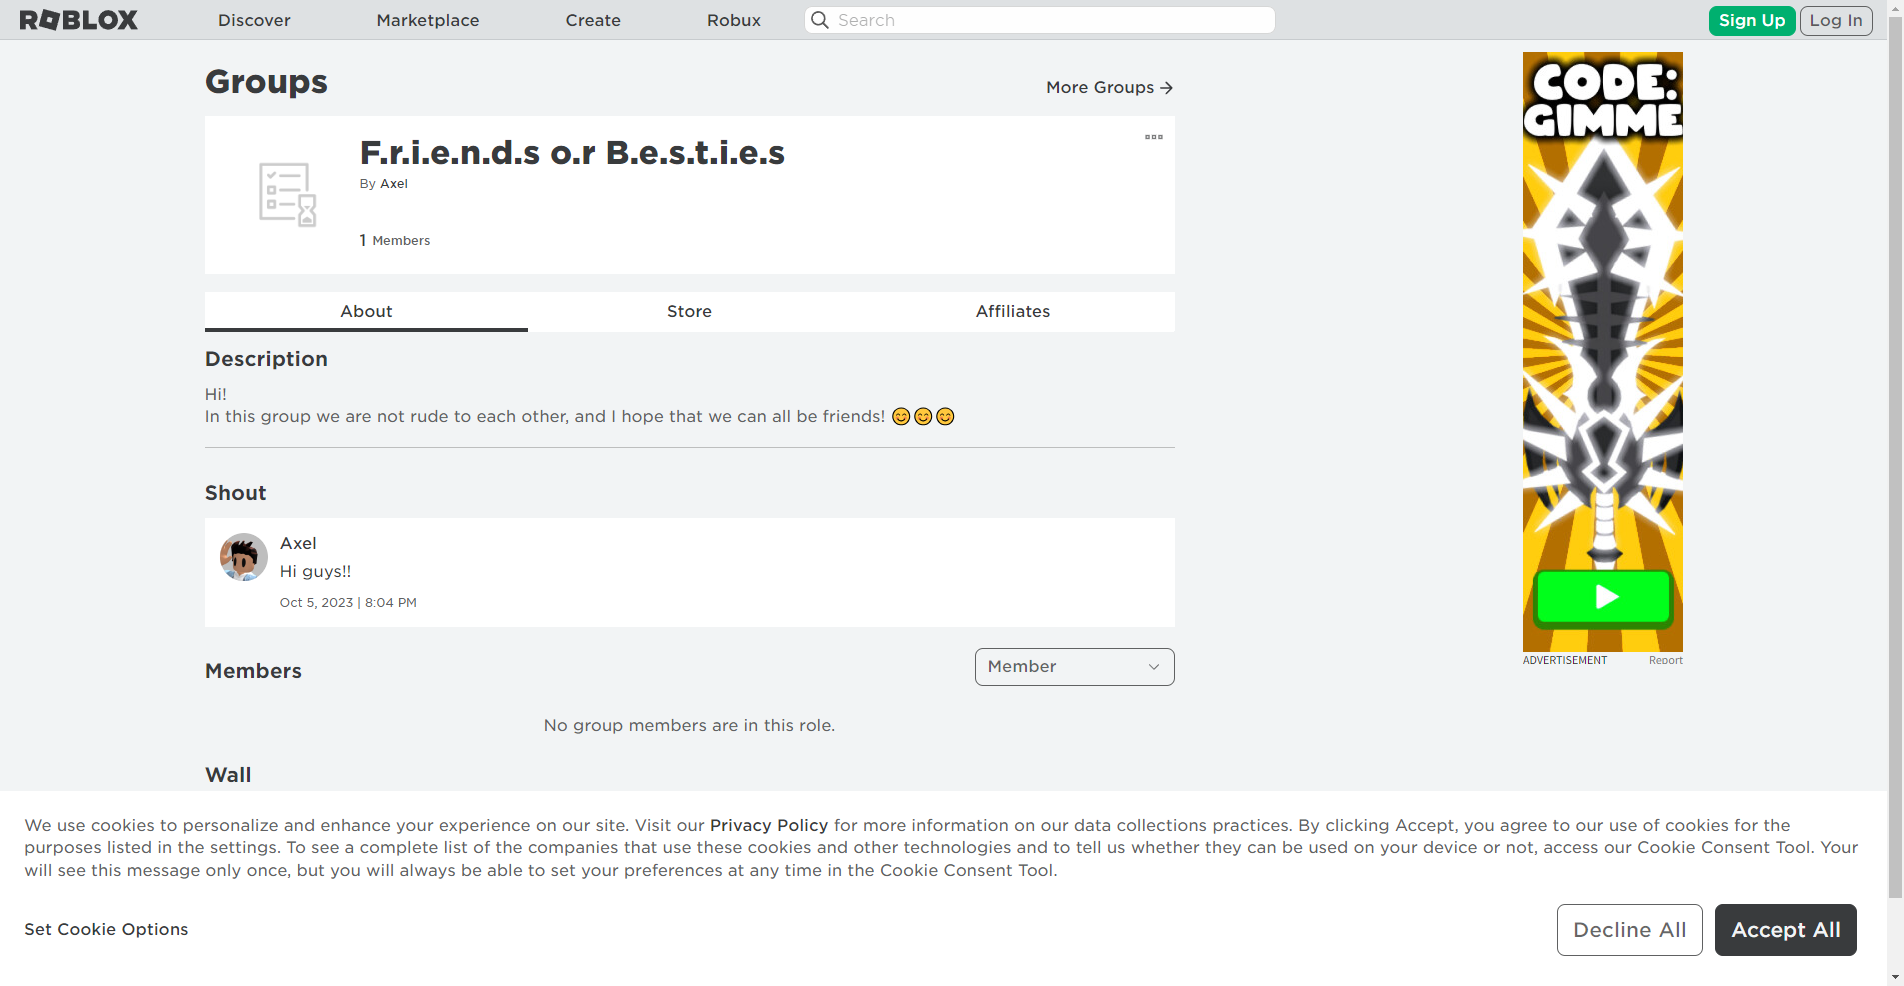 ROBLOX
Discover
Marketplace
Create
Robux
Search
Sign Up
Log In
Groups
More Groups →
F.r.i.e.n.d.s o.r B.e.s.t.i.e.s
By Axel
1 Members
About
Store
Affiliates
Description
Hi!
In this group we are not rude to each other, and I hope that we can all be friends! 😊😊😊
Shout
Axel
Hi guys!!
Oct 5, 2023 | 8:04 PM
Members
Member
No group members are in this role.
Wall
CODE:
GIMME
ADVERTISEMENT
Report
We use cookies to personalize and enhance your experience on our site. Visit our Privacy Policy for more information on our data collections practices. By clicking Accept, you agree to our use of cookies for the
purposes listed in the settings. To see a complete list of the companies that use these cookies and other technologies and to tell us whether they can be used on your device or not, access our Cookie Consent Tool. Your
will see this message only once, but you will always be able to set your preferences at any time in the Cookie Consent Tool.
Set Cookie Options
Decline All
Accept All